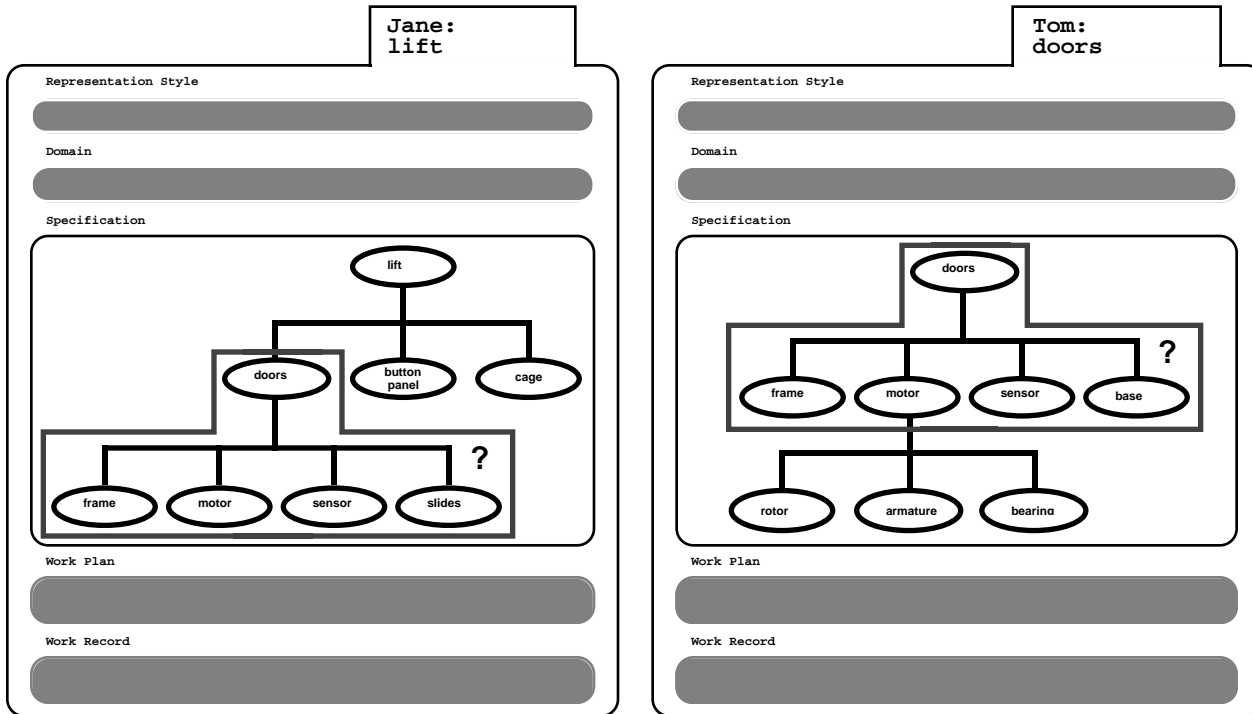 Jane:
lift
Representation Style
Domain
Specification
lift
doors
button
panel
cage
?
frame
motor
sensor
slides
Work Plan
Work Record
Tom:
doors
Representation Style
Domain
Specification
doors
?
frame
motor
sensor
base
rotor
armature
bearing
Work Plan
Work Record